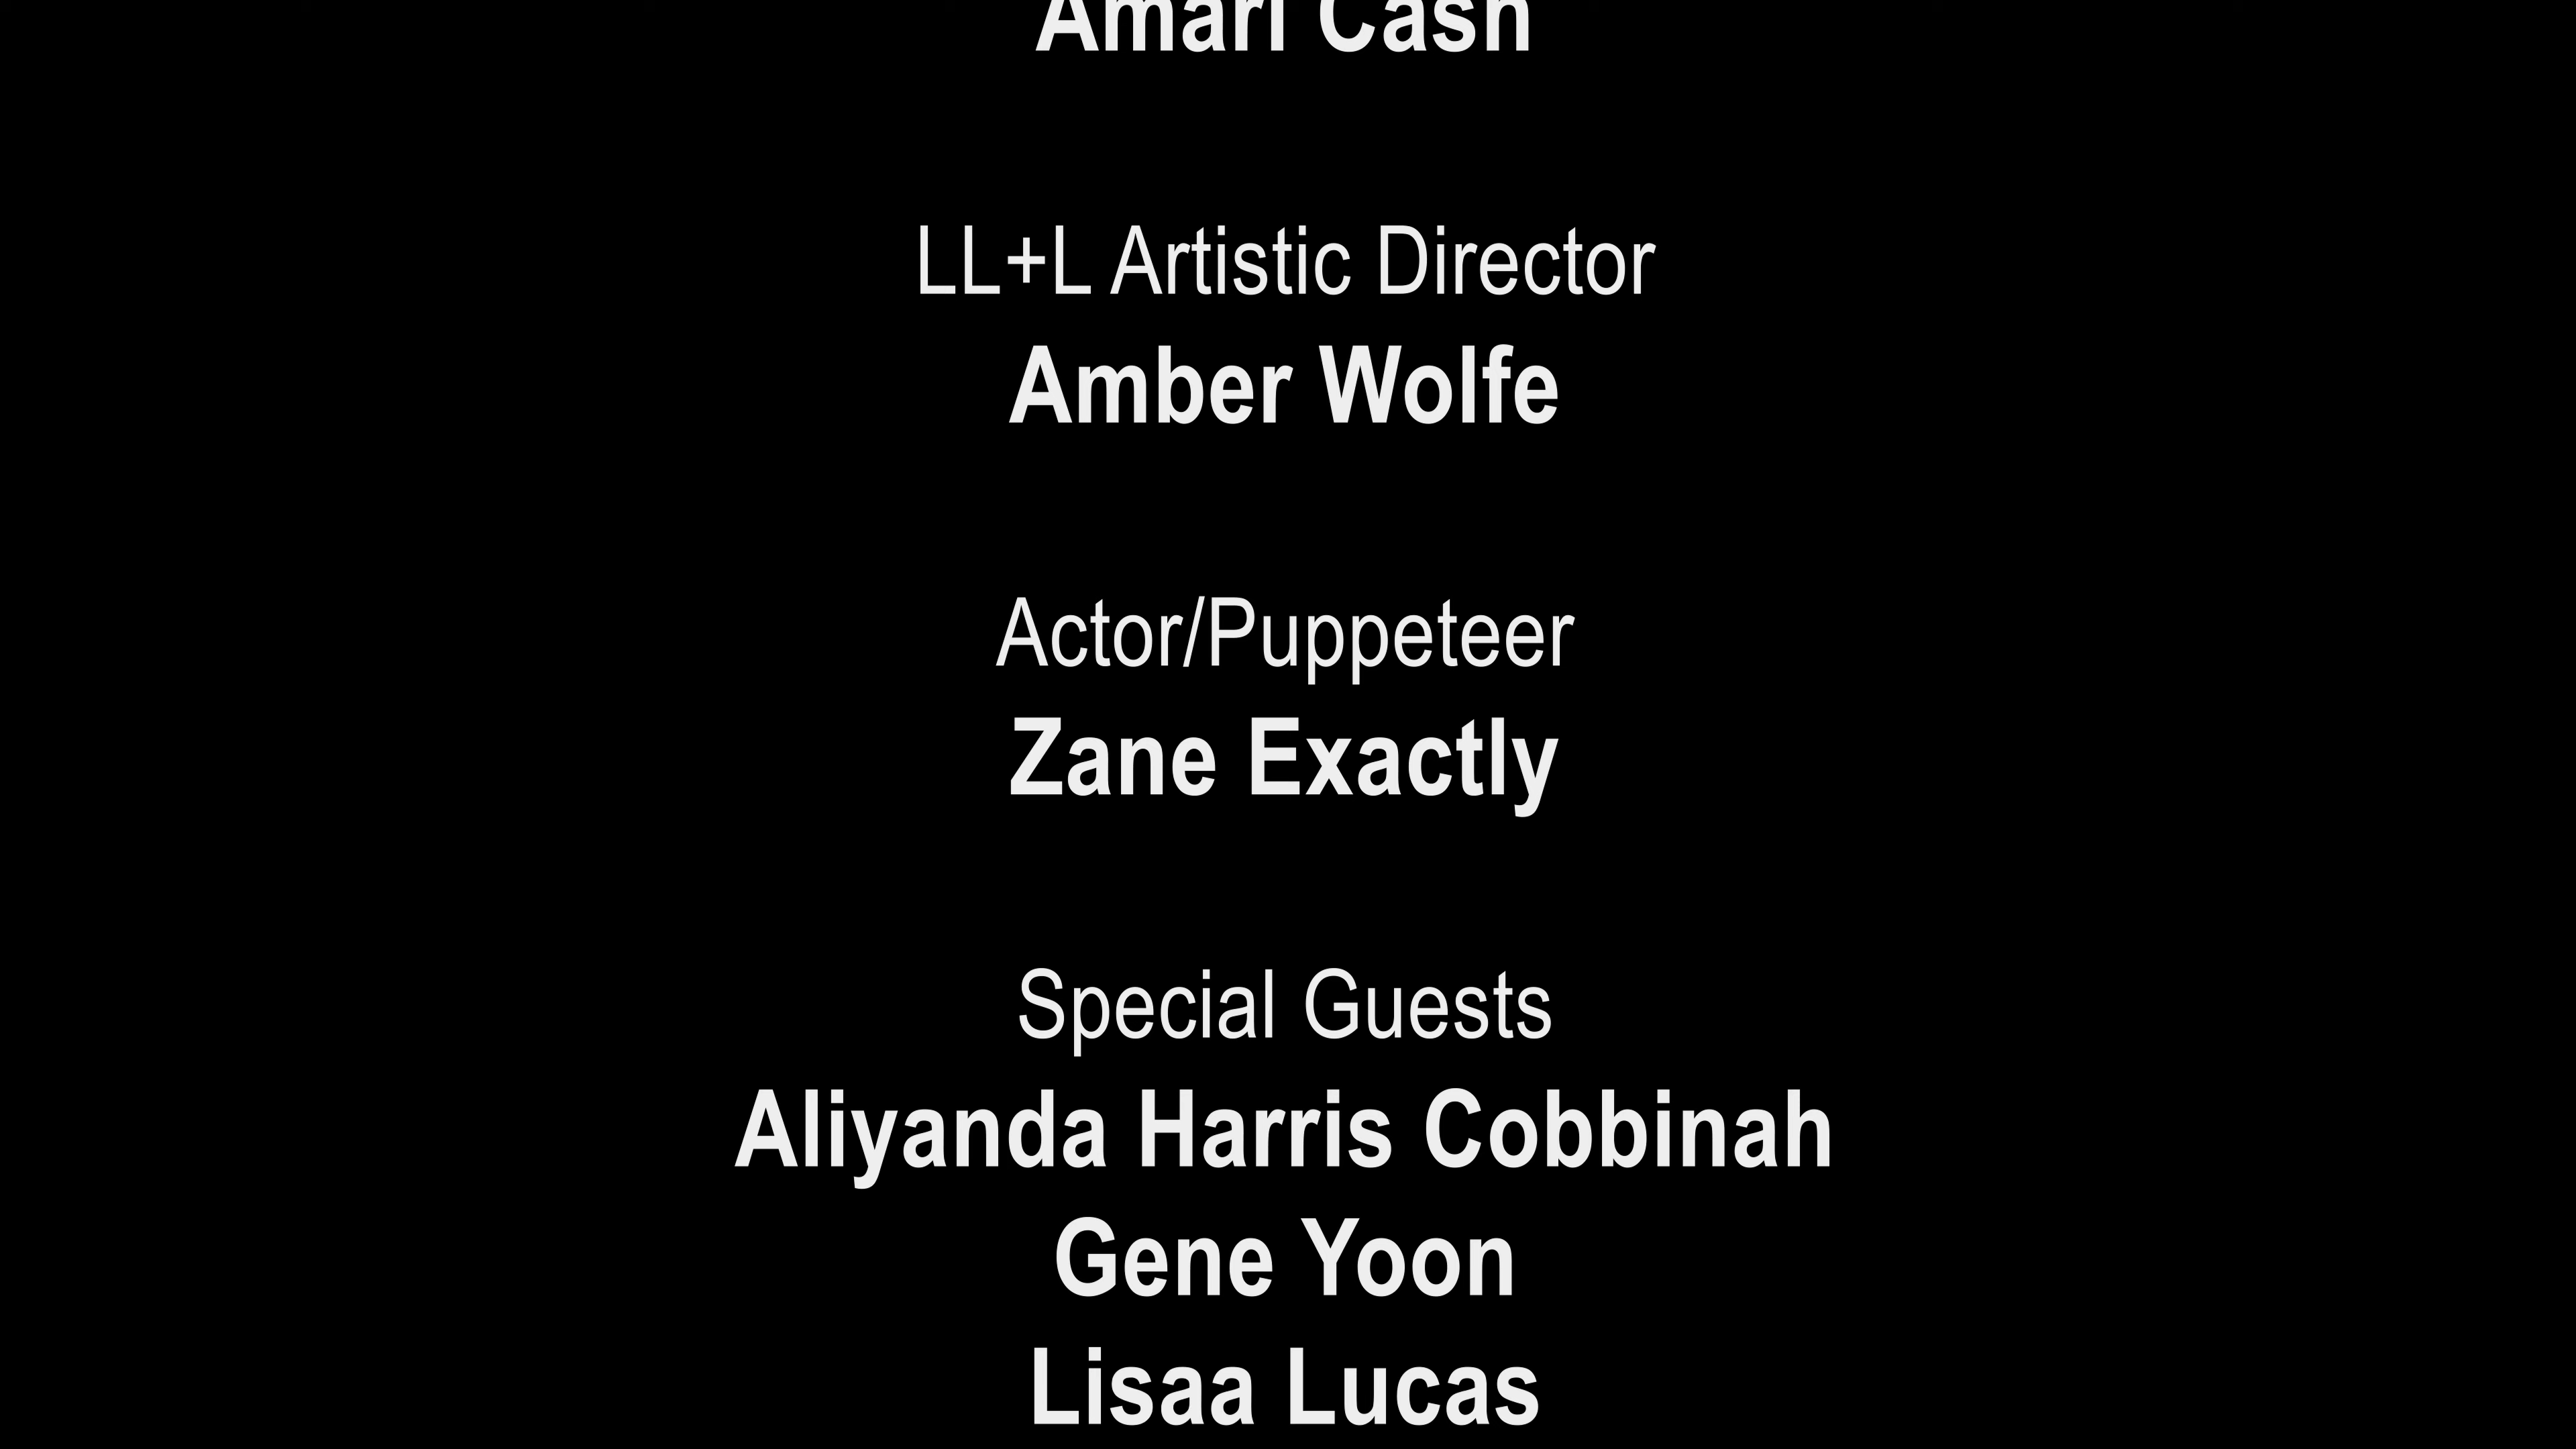 Amari Cash
LL+L Artistic Director
Amber Wolfe
Actor/Puppeteer
Zane Exactly
Special Guests
Aliyanda Harris Cobbinah
Gene Yoon
Lisaa Lucas